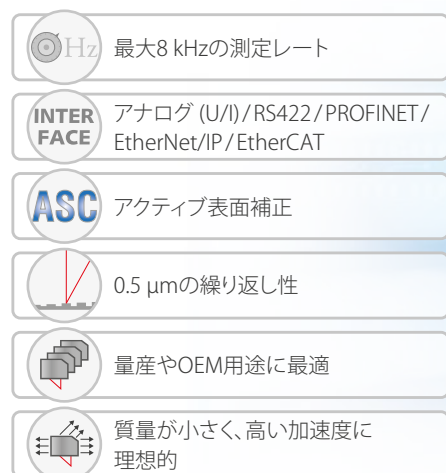 Hz 最大8 kHzの測定レート
INTER
FACE
アナログ (U/I) / RS422 / PROFINET /
EtherNet/IP / EtherCAT
ASC アクティブ表面補正
0.5 µmの繰り返し性
量産やOEM用途に最適
質量が小さく、高い加速度に
理想的